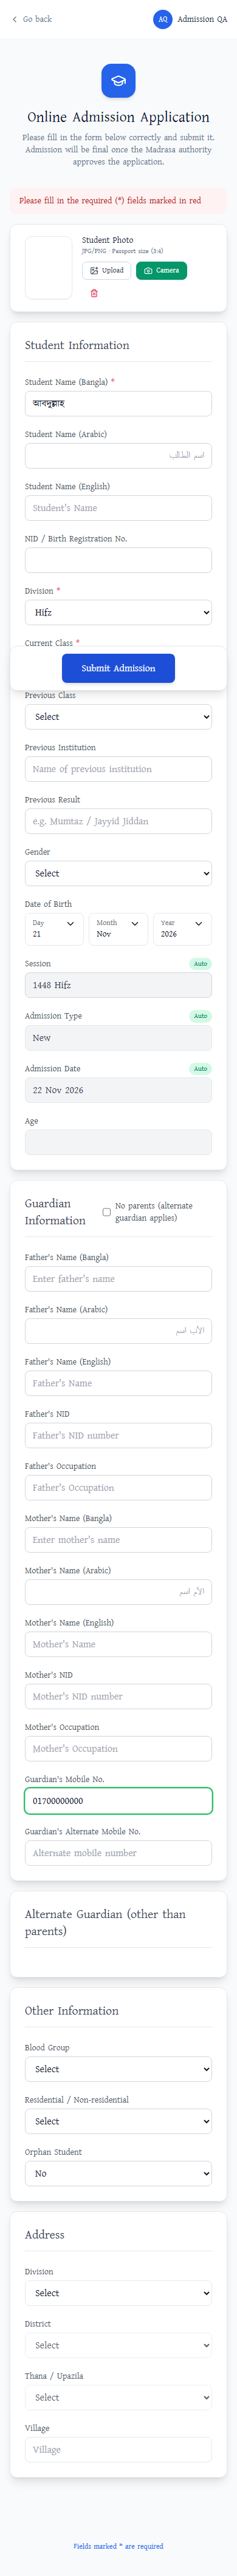 Go back
AQ
Admission QA
Online Admission Application
Please fill in the form below correctly and submit it.
Admission will be final once the Madrasa authority
approves the application.
Please fill in the required (*) fields marked in red
Student Photo
JPG/PNG · Passport size (3:4)
Upload
Camera
Student Information
Student Name (Bangla) *
আবদুল্লাহ
Student Name (Arabic)
اسم الطالب
Student Name (English)
Student's Name
NID / Birth Registration No.
Division *
Hifz
Current Class *
Submit Admission
Previous Class
Select
Previous Institution
Name of previous institution
Previous Result
e.g. Mumtaz / Jayyid Jiddan
Gender
Select
Date of Birth
Day
21
Month
Nov
Year
2026
Session
Auto
1448 Hifz
Admission Type
Auto
New
Admission Date
Auto
22 Nov 2026
Age
Guardian
Information
No parents (alternate
guardian applies)
Father's Name (Bangla)
Enter father's name
Father's Name (Arabic)
الأب اسم
Father's Name (English)
Father's Name
Father's NID
Father's NID number
Father's Occupation
Father's Occupation
Mother's Name (Bangla)
Enter mother's name
Mother's Name (Arabic)
الأم اسم
Mother's Name (English)
Mother's Name
Mother's NID
Mother's NID number
Mother's Occupation
Mother's Occupation
Guardian's Mobile No.
01700000000
Guardian's Alternate Mobile No.
Alternate mobile number
Alternate Guardian (other than
parents)
Other Information
Blood Group
Select
Residential / Non-residential
Select
Orphan Student
No
Address
Division
Select
District
Select
Thana / Upazila
Select
Village
Village
Fields marked * are required